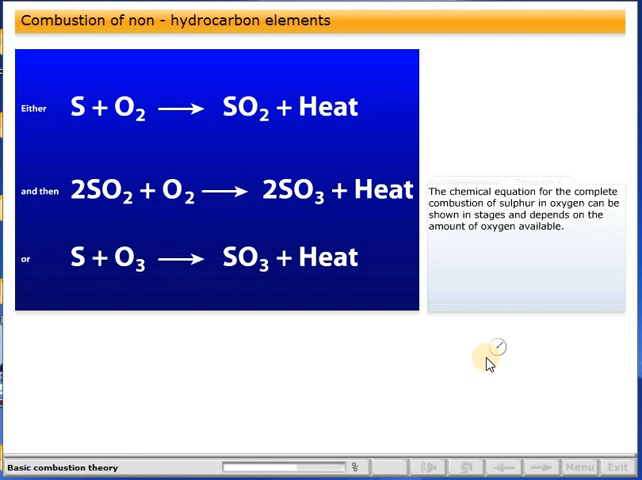 Combustion of non - hydrocarbon elements
Either S + O₂ ⟶ SO₂ + Heat
and then 2SO₂ + O₂ ⟶ 2SO₃ + Heat
or S + O₃ ⟶ SO₃ + Heat
The chemical equation for the complete
combustion of sulphur in oxygen can be
shown in stages and depends on the
amount of oxygen available.
Basic combustion theory
Menu
Exit